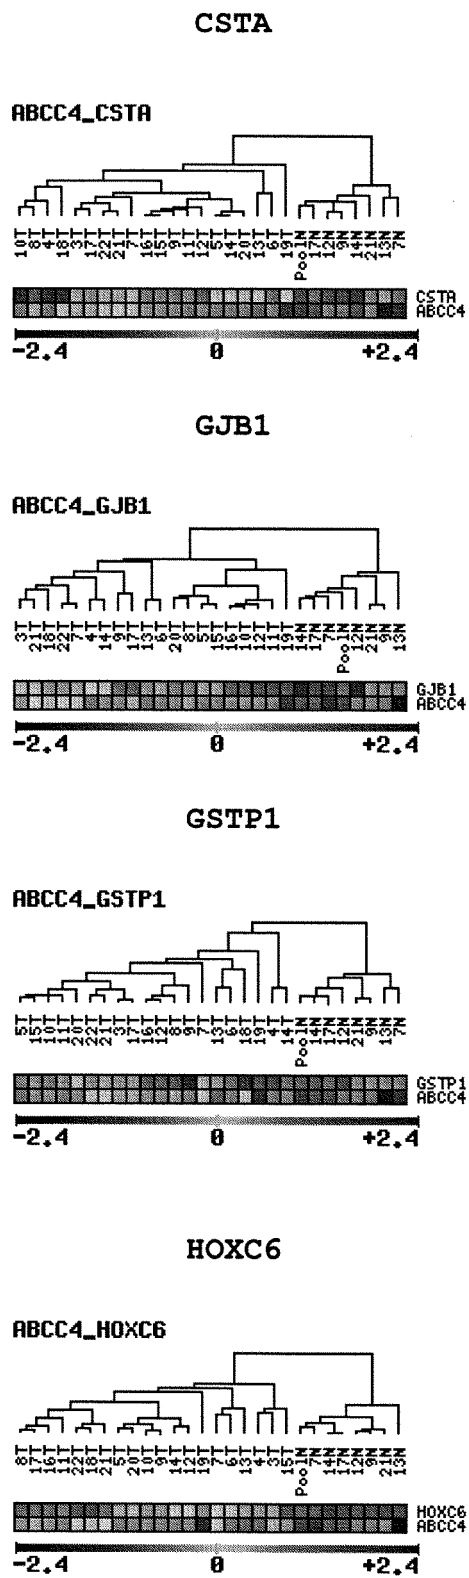 CSTA
ABCC4_CSTA
10T 8T 4T 18T 3T 17T 22T 21T 7T 16T 15T 9T 11T 12T 5T 14T 20T 13T 6T 19T Poo1N 17N 12N 9N 14N 21N 13N 7N
CSTA
ABCC4
-2.4 0 +2.4
GJB1
ABCC4_GJB1
3T 21T 18T 22T 7T 4T 14T 9T 17T 13T 6T 20T 8T 5T 15T 16T 10T 12T 11T 19T 14N 17N 7N Poo1N 12N 21N 9N 13N
GJB1
ABCC4
-2.4 0 +2.4
GSTP1
ABCC4_GSTP1
5T 15T 10T 11T 20T 22T 21T 3T 17T 16T 12T 8T 9T 7T 13T 6T 18T 19T 4T 14T Poo1N 14N 17N 12N 21N 9N 13N 7N
GSTP1
ABCC4
-2.4 0 +2.4
HOXC6
ABCC4_HOXC6
8T 17T 16T 11T 22T 18T 21T 5T 20T 10T 9T 14T 12T 19T 7T 6T 13T 4T 3T 15T Poo1N 7N 14N 17N 12N 9N 21N 13N
HOXC6
ABCC4
-2.4 0 +2.4